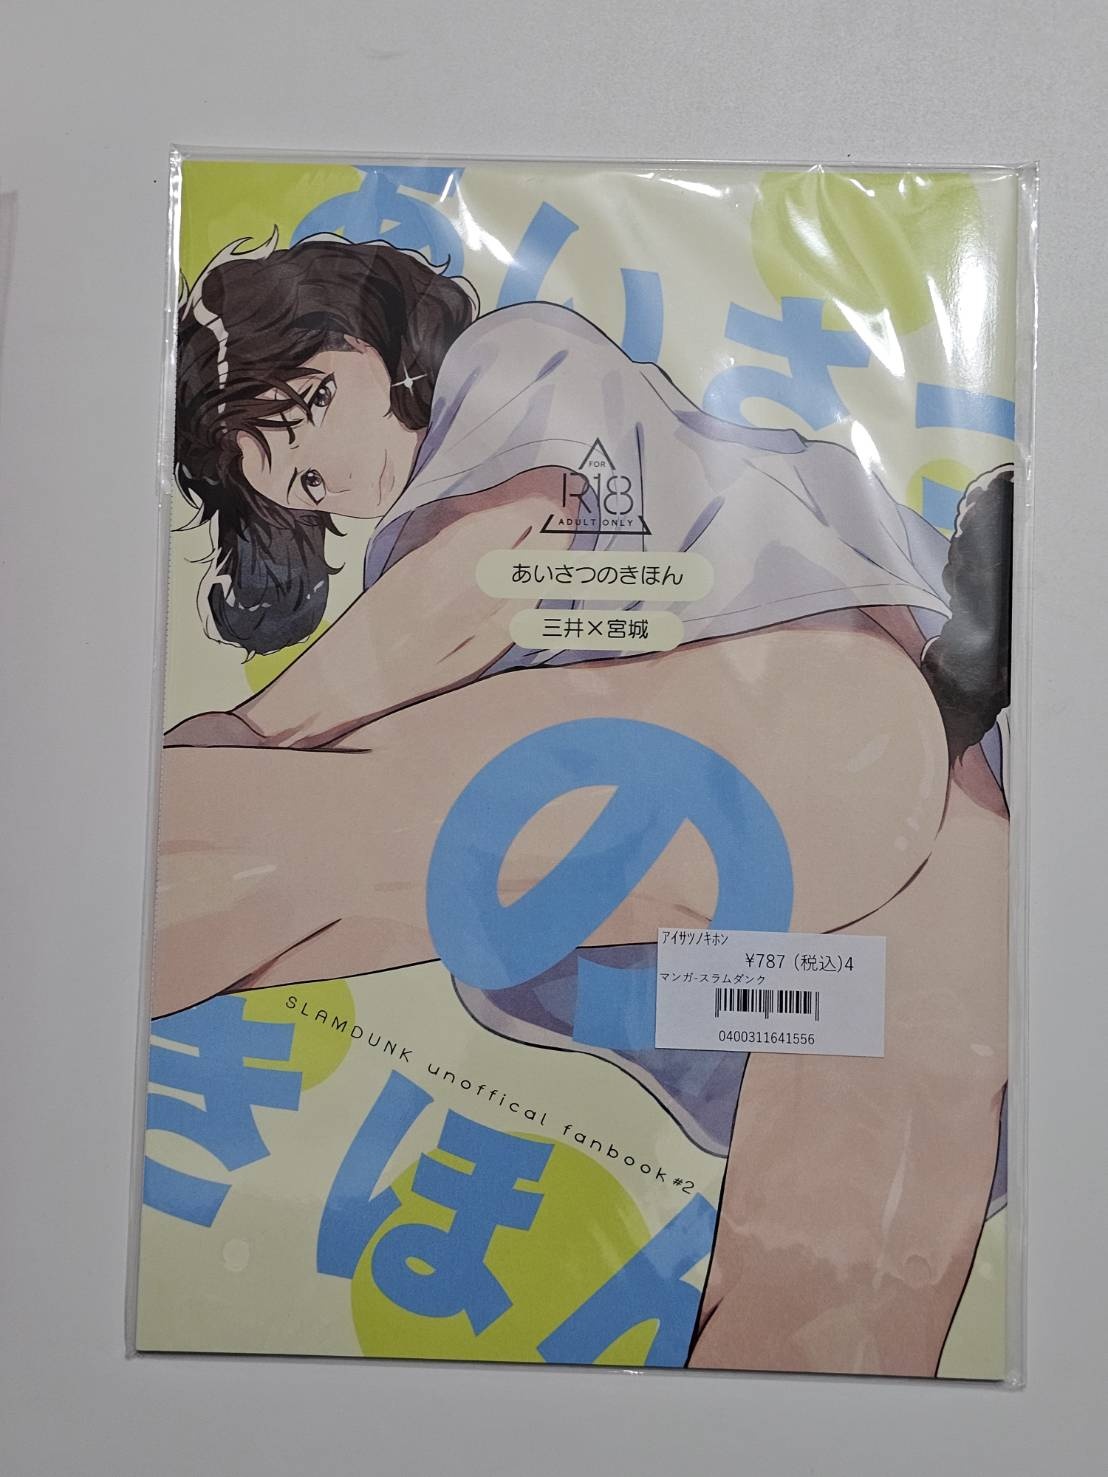 あいさつ
の
きほん
FOR
R18
ADULT ONLY
あいさつのきほん
三井×宮城
アイサツノキホン
¥787 (税込)4
マンガ-スラムダンク
0400311641556
SLAMDUNK unoffical fanbook #2